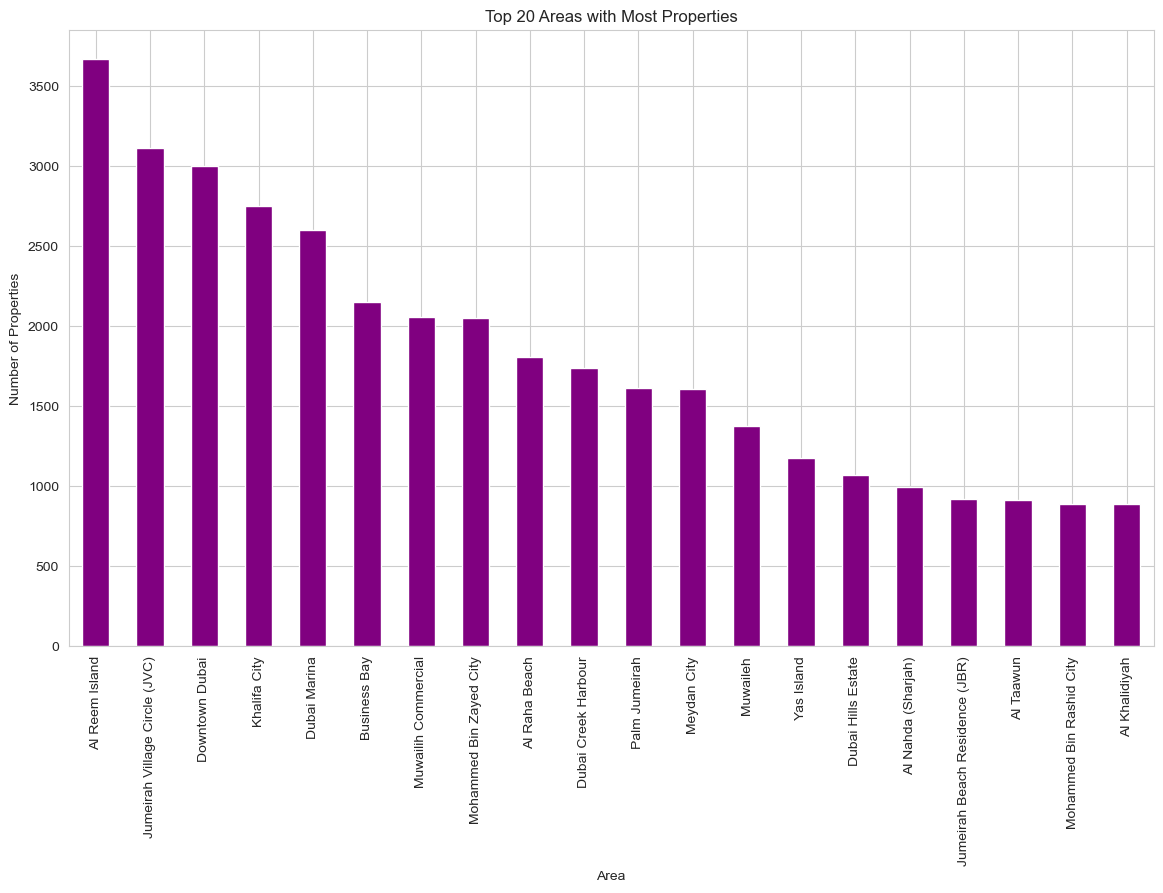 Top 20 Areas with Most Properties
Number of Properties
3500
3000
2500
2000
1500
1000
500
0
Al Reem Island
Jumeirah Village Circle (JVC)
Downtown Dubai
Khalifa City
Dubai Marina
Business Bay
Muwailih Commercial
Mohammed Bin Zayed City
Al Raha Beach
Dubai Creek Harbour
Palm Jumeirah
Meydan City
Muwaileh
Yas Island
Dubai Hills Estate
Al Nahda (Sharjah)
Jumeirah Beach Residence (JBR)
Al Taawun
Mohammed Bin Rashid City
Al Khalidiyah
Area